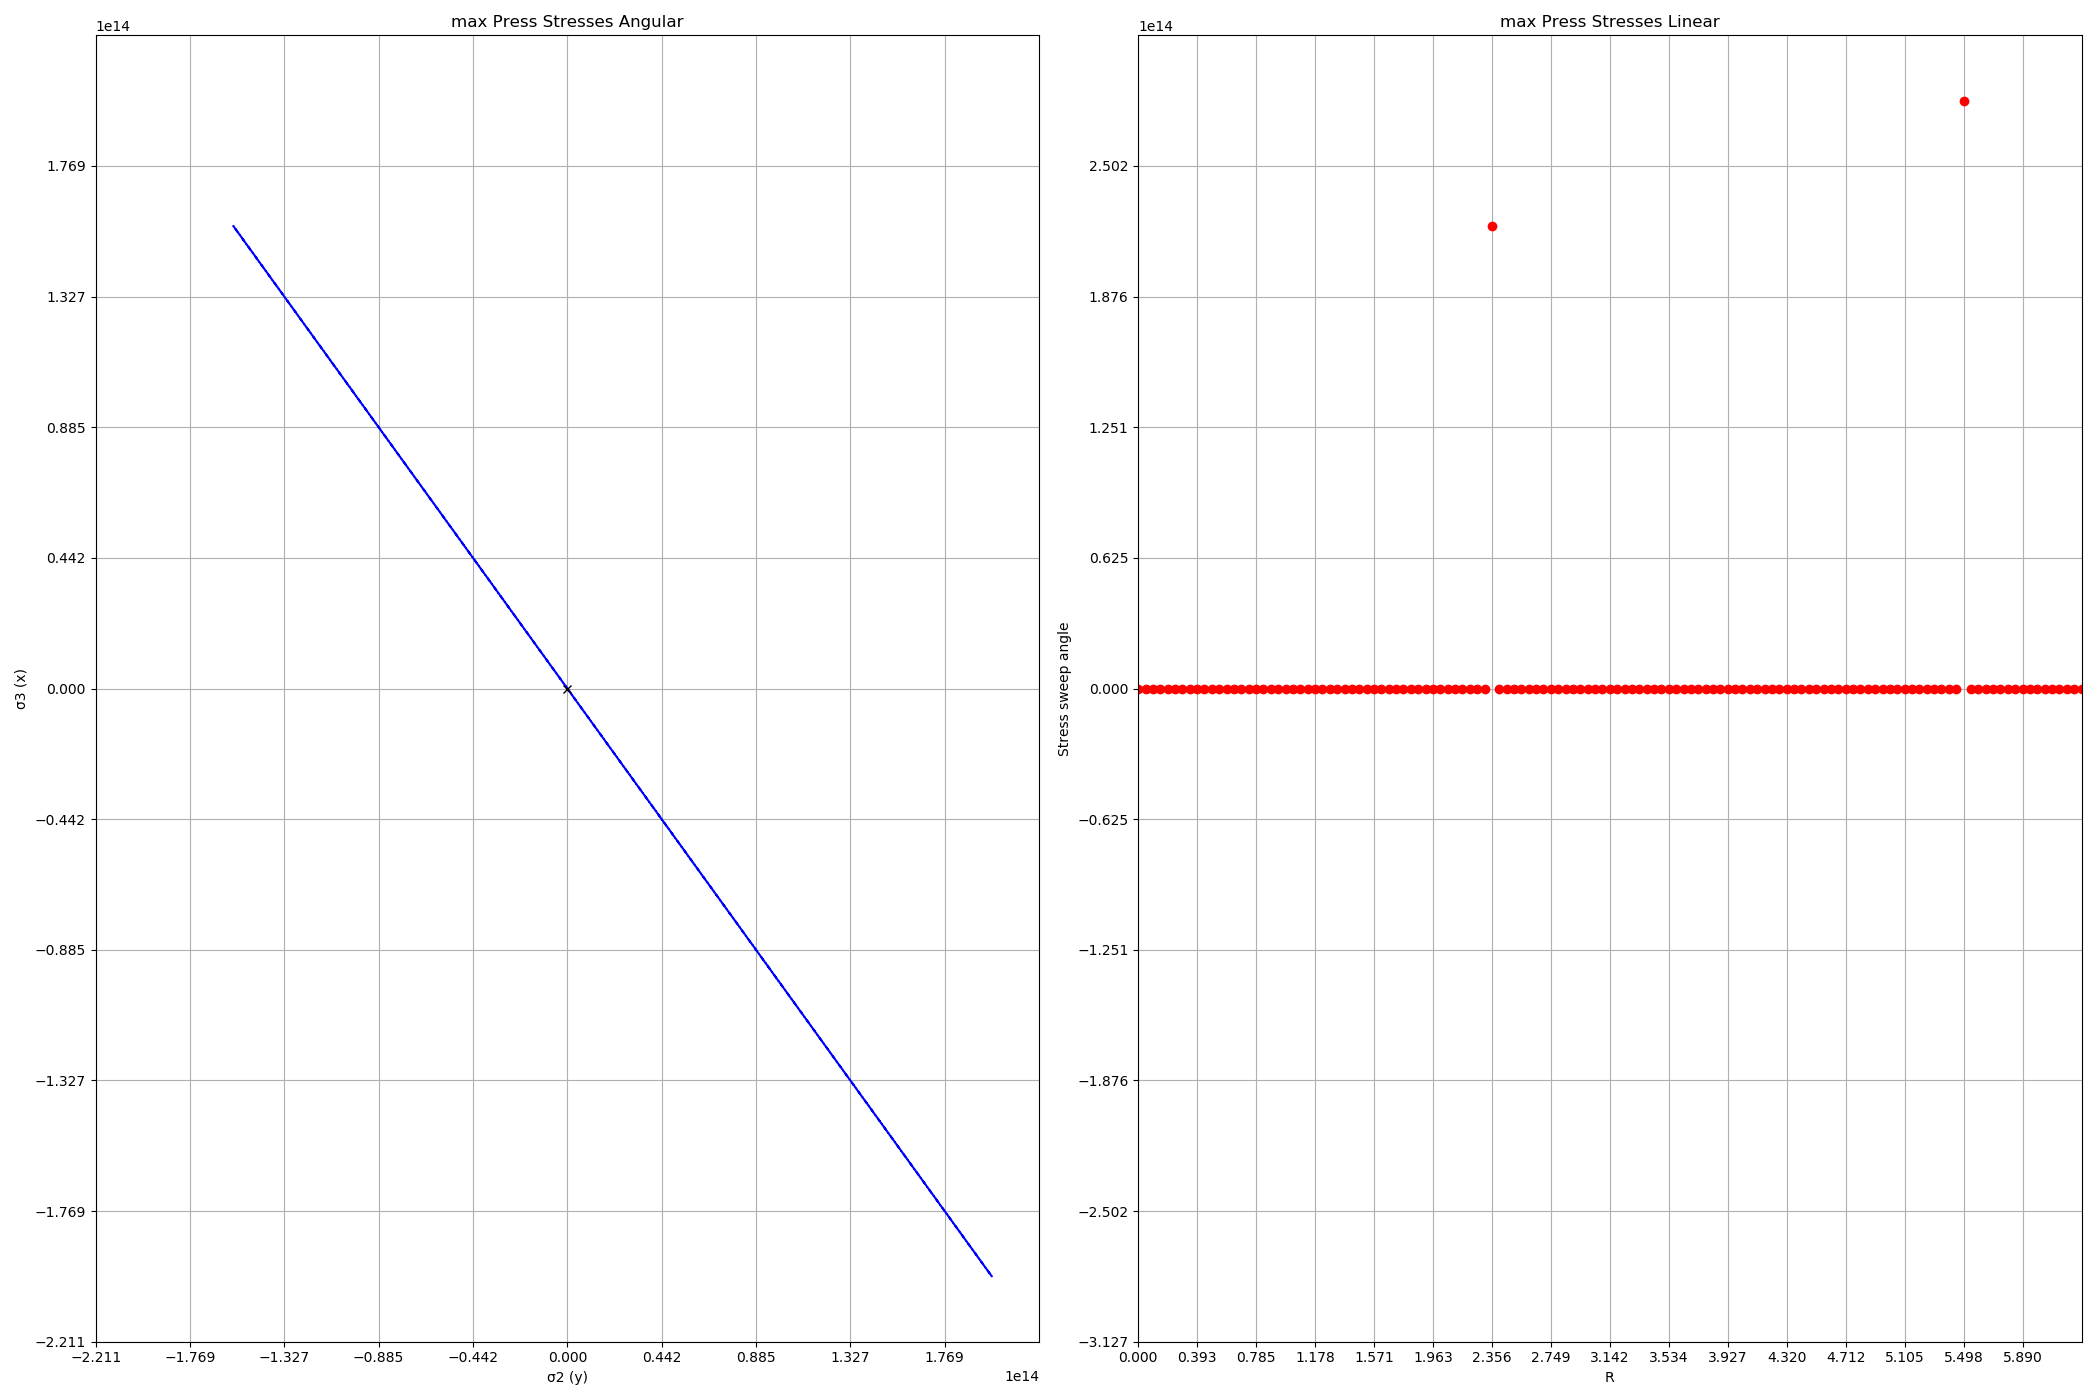 max Press Stresses Angular
1e14
1.769
1.327
0.885
0.442
0.000
−0.442
−0.885
−1.327
−1.769
−2.211
σ3 (x)
−2.211 −1.769 −1.327 −0.885 −0.442 0.000 0.442 0.885 1.327 1.769
1e14
σ2 (y)
max Press Stresses Linear
1e14
2.502
1.876
1.251
0.625
0.000
−0.625
−1.251
−1.876
−2.502
−3.127
Stress sweep angle
0.000 0.393 0.785 1.178 1.571 1.963 2.356 2.749 3.142 3.534 3.927 4.320 4.712 5.105 5.498 5.890
R